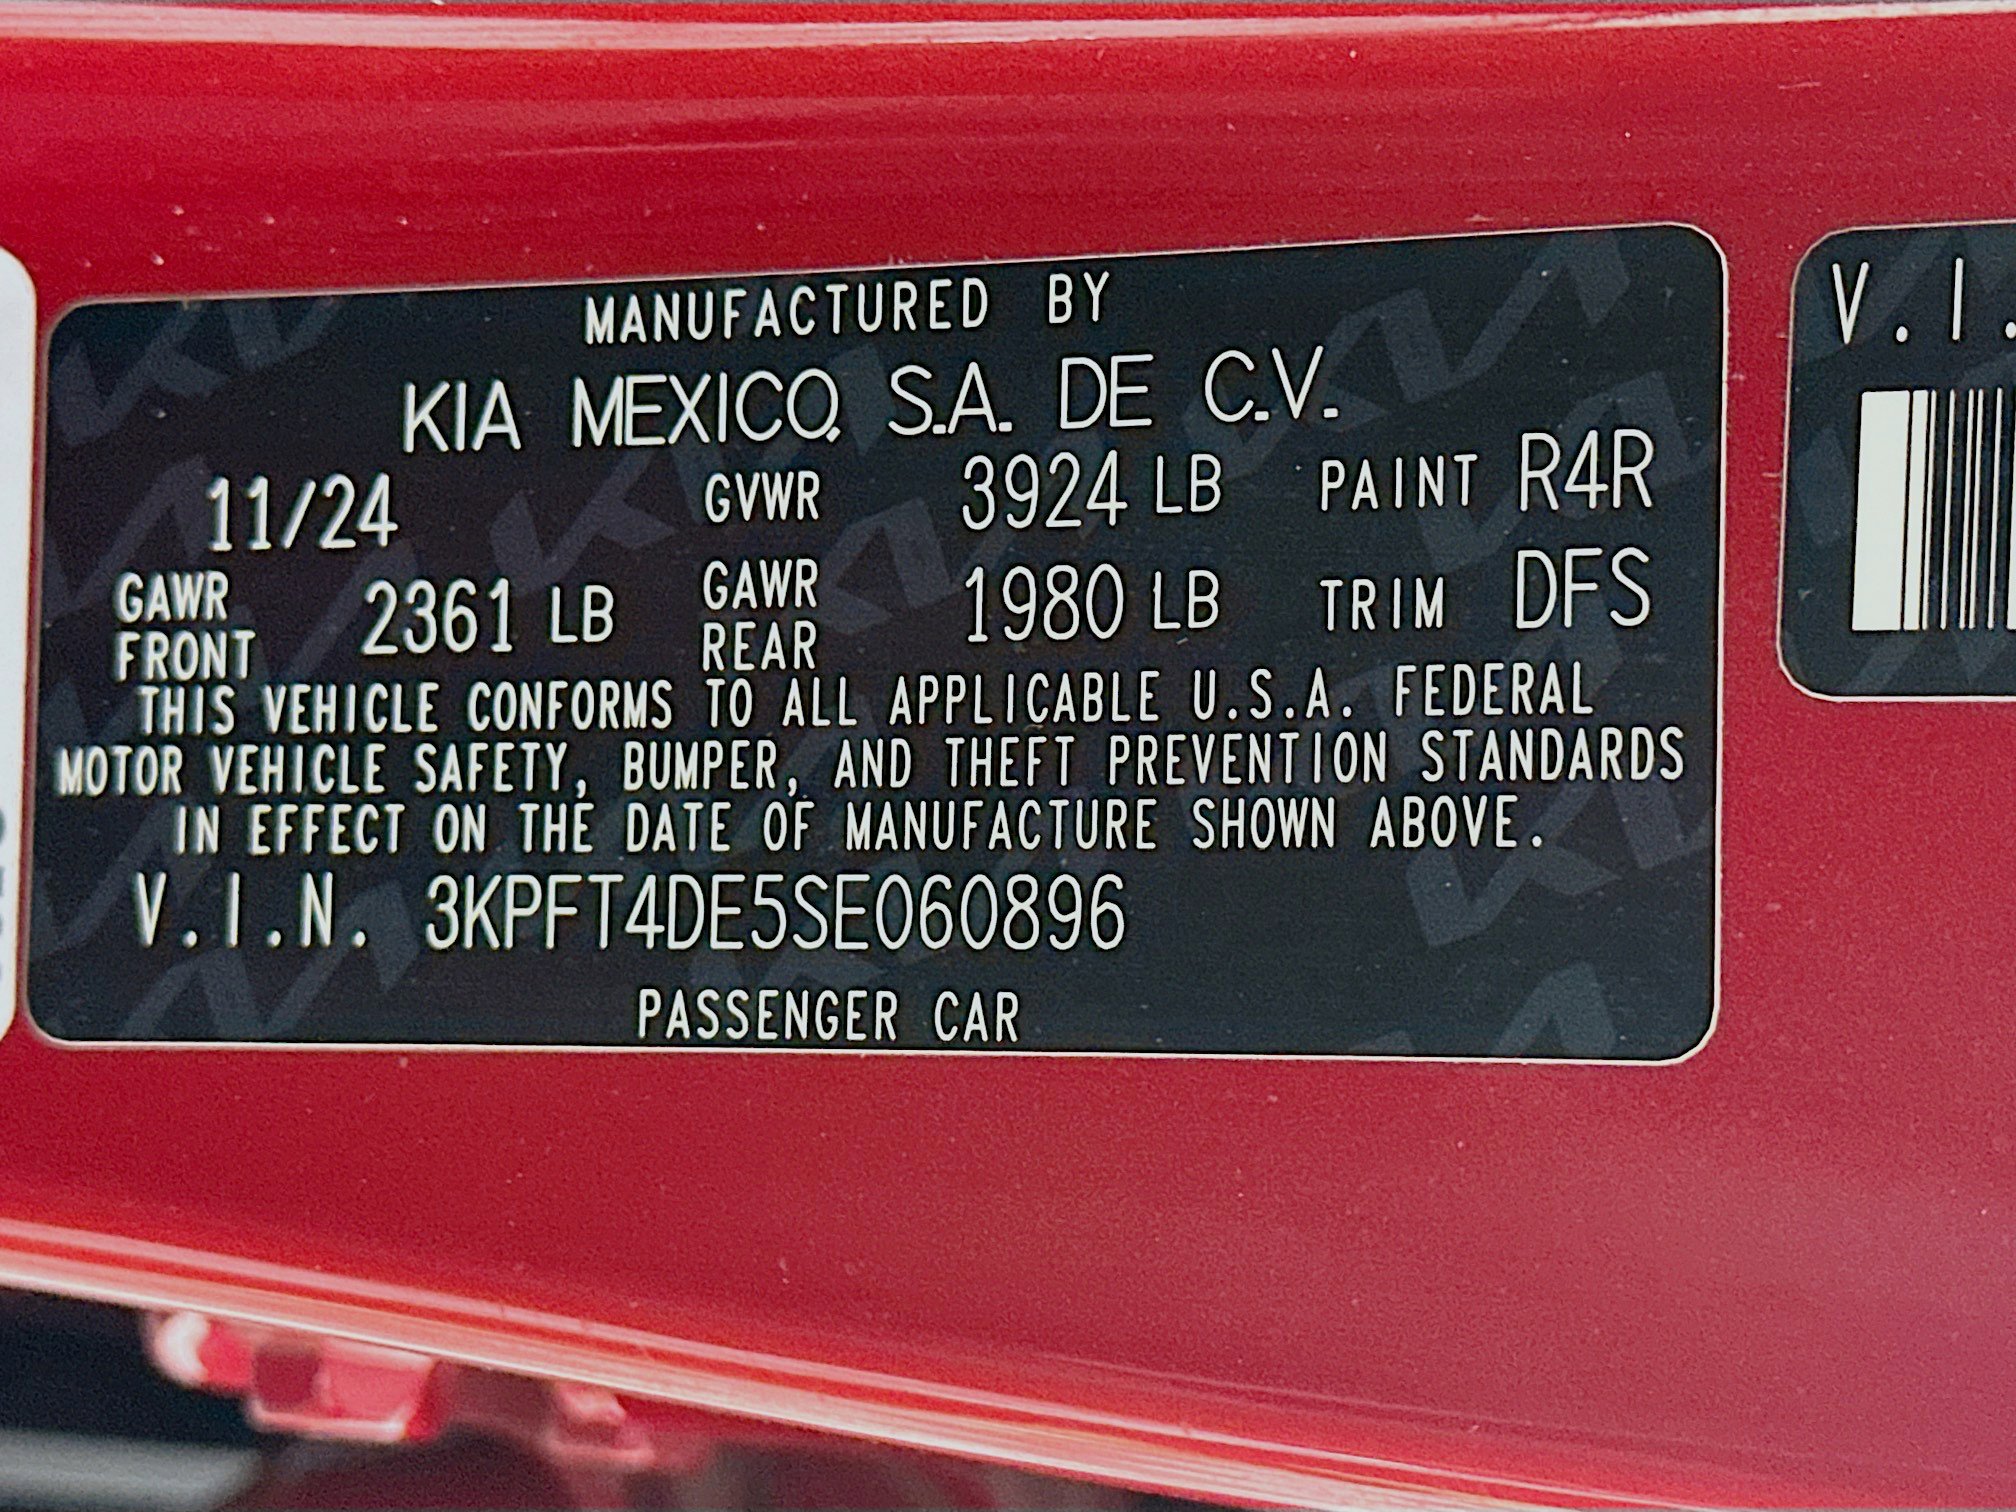 MANUFACTURED BY
KIA MEXICO, S.A. DE C.V.
11/24 GVWR 3924 LB PAINT R4R
GAWR FRONT 2361 LB GAWR REAR 1980 LB TRIM DFS
THIS VEHICLE CONFORMS TO ALL APPLICABLE U.S.A. FEDERAL
MOTOR VEHICLE SAFETY, BUMPER, AND THEFT PREVENTION STANDARDS
IN EFFECT ON THE DATE OF MANUFACTURE SHOWN ABOVE.
V.I.N. 3KPFT4DE5SE060896
PASSENGER CAR
V.I.